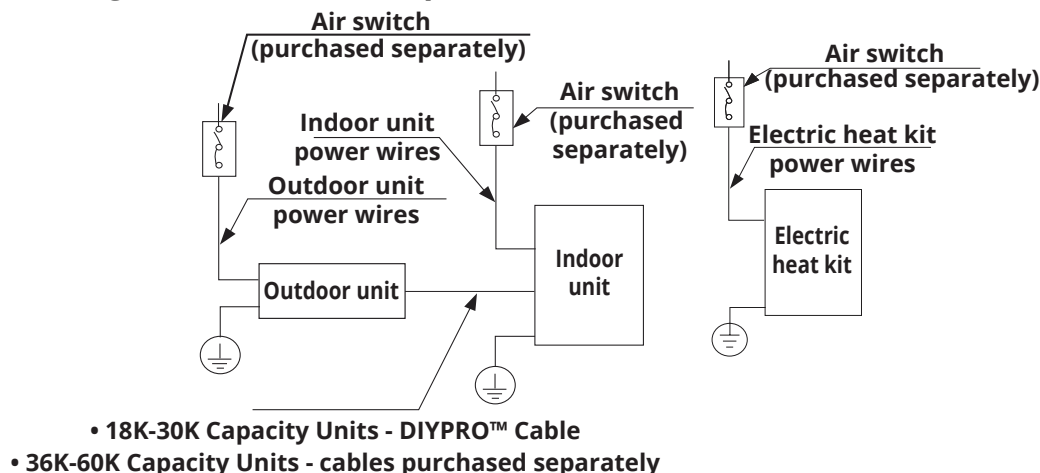 Air switch
(purchased separately)
Air switch
(purchased
separately)
Air switch
(purchased separately)
Indoor unit
power wires
Electric heat kit
power wires
Outdoor unit
power wires
Outdoor unit
Indoor
unit
Electric
heat kit
• 18K-30K Capacity Units - DIYPRO™ Cable
• 36K-60K Capacity Units - cables purchased separately